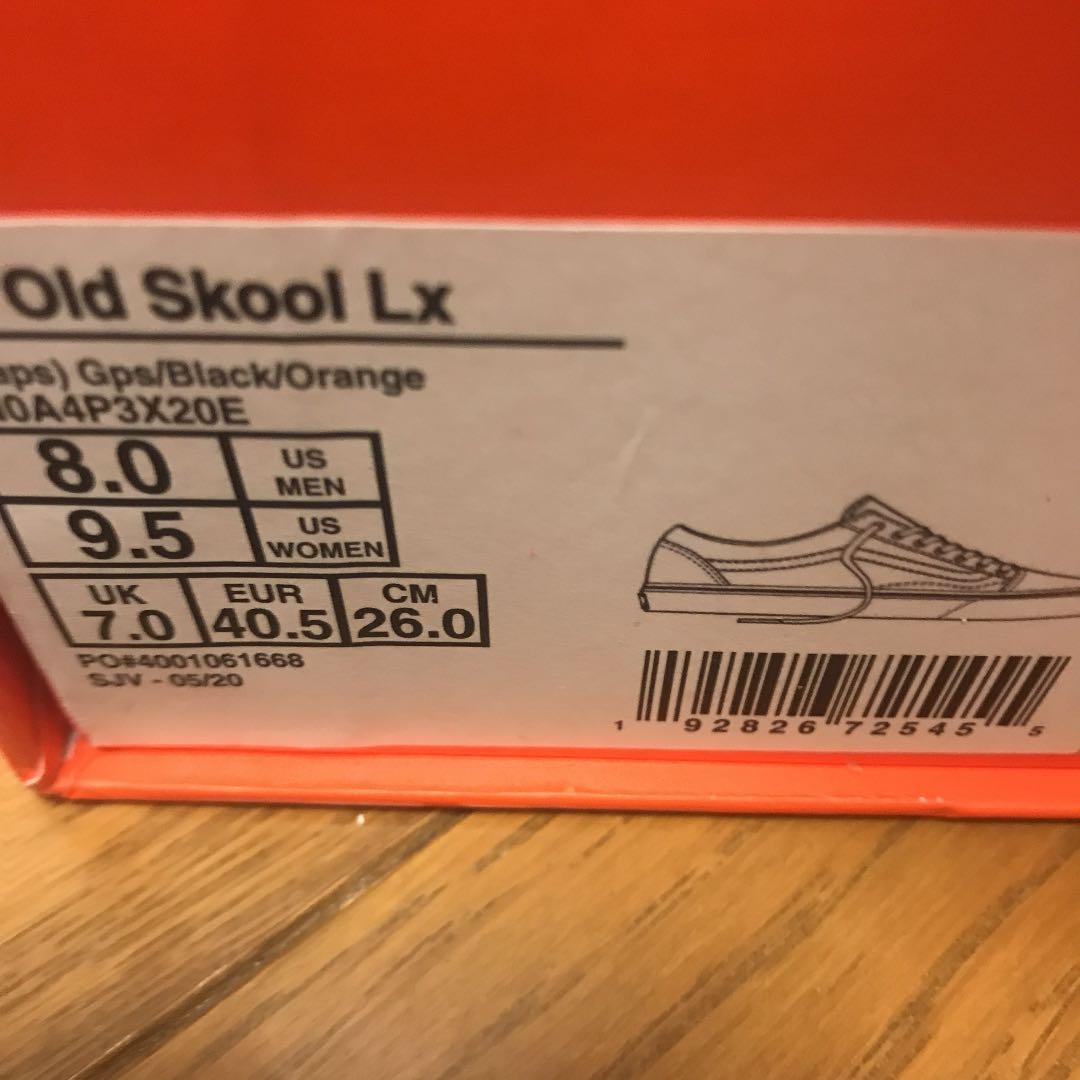 Old Skool Lx
aps) Gps/Black/Orange
0A4P3X20E
8.0 US MEN
9.5 US WOMEN
UK EUR CM
7.0 40.5 26.0
PO#4001061668
SJV - 05/20
1 92826 72545 5